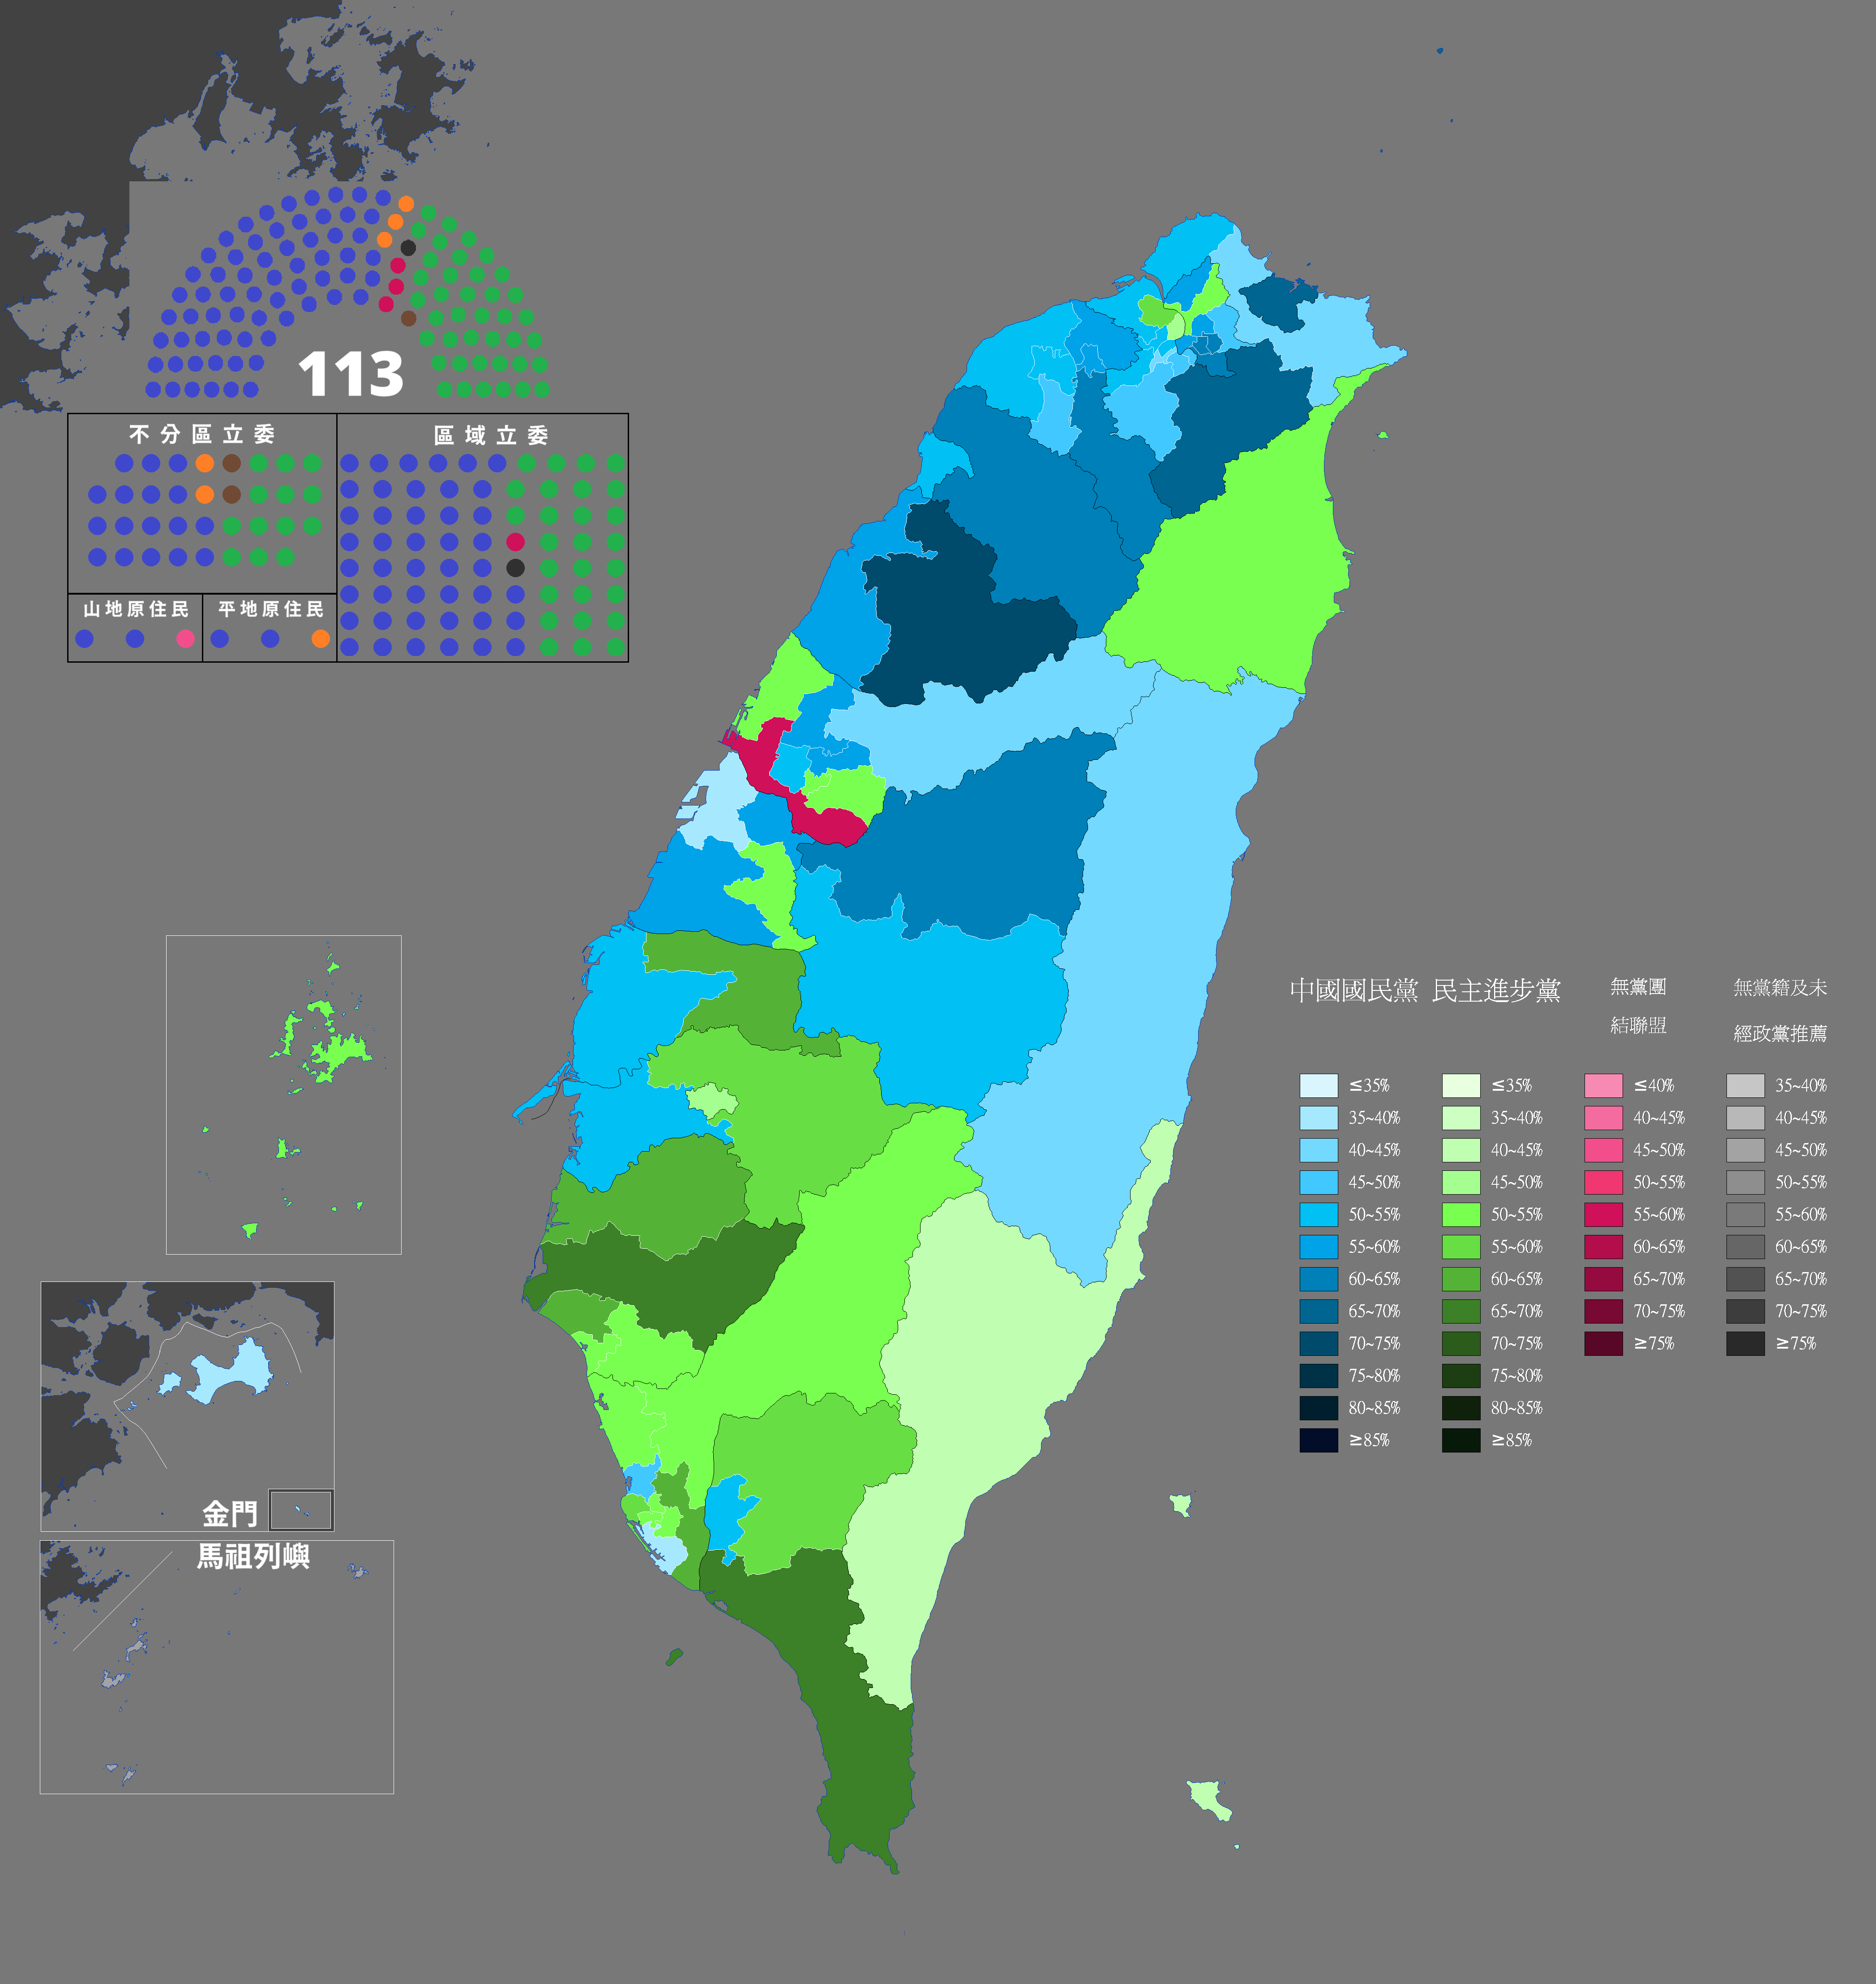 113
不分區立委
區域立委
山地原住民
平地原住民
中國國民黨 民主進步黨 無黨團 無黨籍及未
結聯盟 經政黨推薦
≤35% ≤35% ≤40% 35~40%
35~40% 35~40% 40~45% 40~45%
40~45% 40~45% 45~50% 45~50%
45~50% 45~50% 50~55% 50~55%
50~55% 50~55% 55~60% 55~60%
55~60% 55~60% 60~65% 60~65%
60~65% 60~65% 65~70% 65~70%
65~70% 65~70% 70~75% 70~75%
70~75% 70~75% ≥75% ≥75%
75~80% 75~80%
80~85% 80~85%
≥85% ≥85%
金門
馬祖列嶼